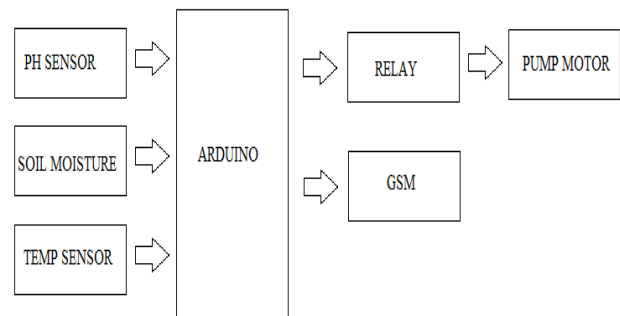 PH SENSOR
SOIL MOISTURE
TEMP SENSOR
ARDUINO
RELAY
GSM
PUMP MOTOR